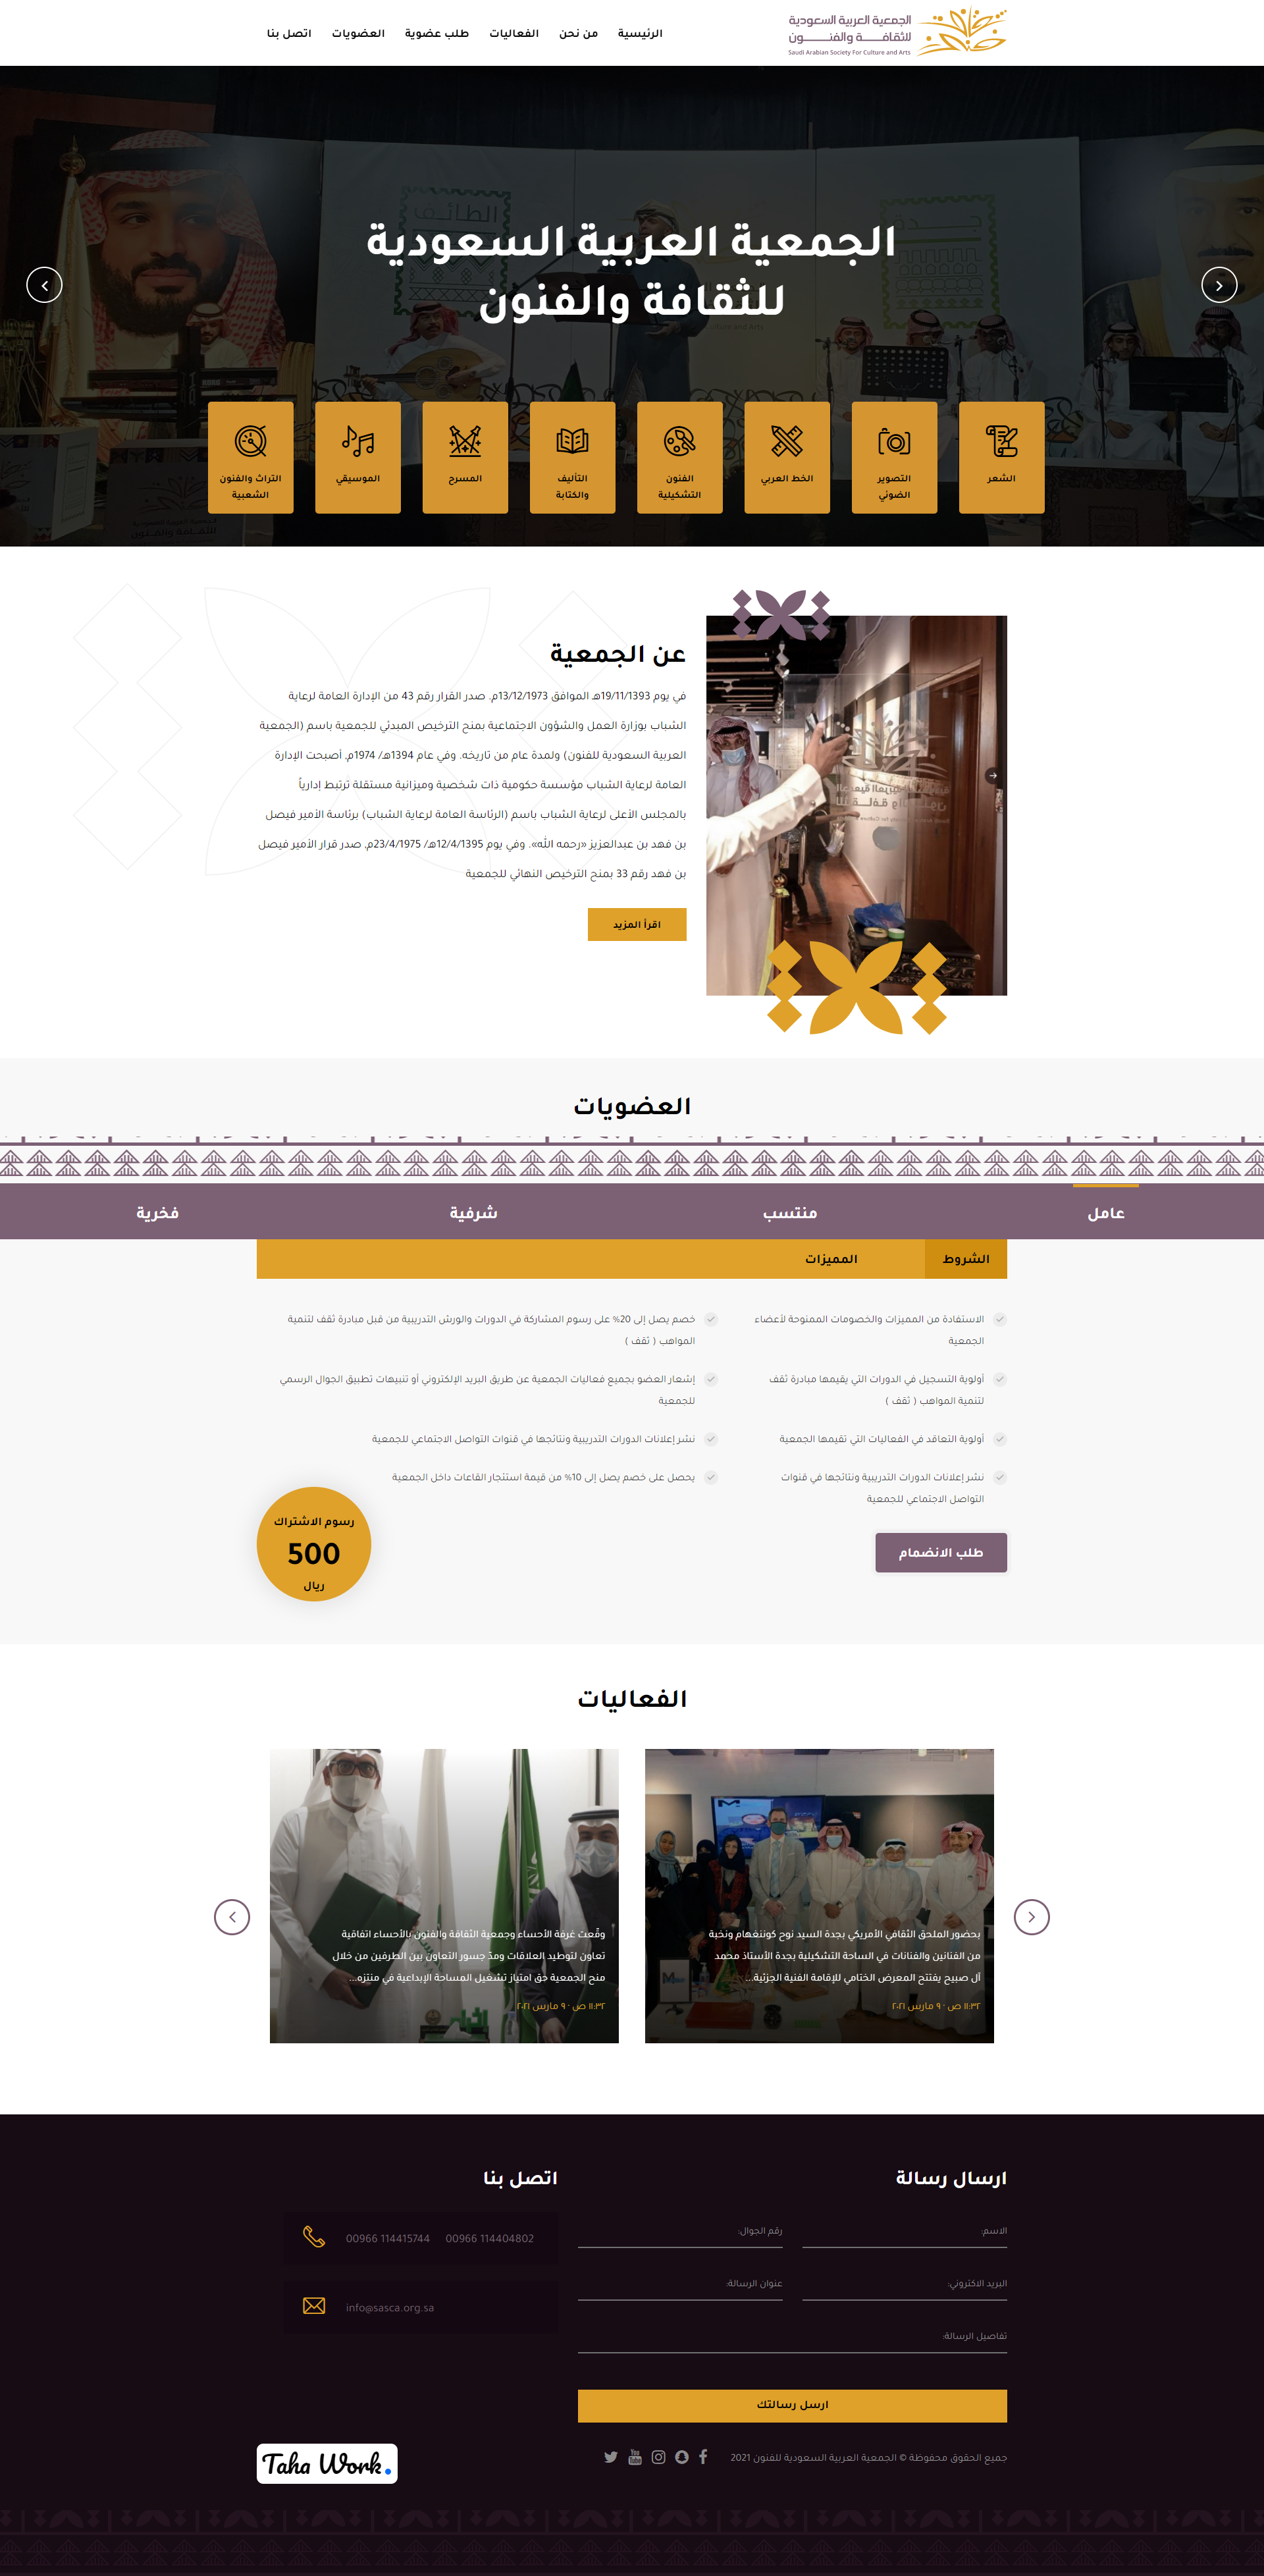 الجمعية العربية السعودية
للثقافــــة والفنــــون
Saudi Arabian Society For Culture and Arts
الرئيسية
من نحن
الفعاليات
طلب عضوية
العضويات
اتصل بنا
الطائف
الجمعية العربية السعودية
للثقافة والفنون
الشعر
التصوير
الضوئي
الخط العربي
الفنون
التشكيلية
التأليف
والكتابة
المسرح
الموسيقي
التراث والفنون
الشعبية
عن الجمعية
في يوم 19/11/1393هـ الموافق 13/12/1973م. صدر القرار رقم 43 من الإدارة العامة لرعاية
الشباب بوزارة العمل والشؤون الاجتماعية بمنح الترخيص المبدئي للجمعية باسم (الجمعية
العربية السعودية للفنون) ولمدة عام من تاريخه. وفي عام 1394هـ/ 1974م، أصبحت الإدارة
العامة لرعاية الشباب مؤسسة حكومية ذات شخصية وميزانية مستقلة ترتبط إدارياً
بالمجلس الأعلى لرعاية الشباب باسم (الرئاسة العامة لرعاية الشباب) برئاسة الأمير فيصل
بن فهد بن عبدالعزيز «رحمه الله». وفي يوم 12/4/1395هـ/ 23/4/1975م, صدر قرار الأمير فيصل
بن فهد رقم 33 بمنح الترخيص النهائي للجمعية
اقرأ المزيد
العضويات
عامل
منتسب
شرفية
فخرية
الشروط
المميزات
الاستفادة من المميزات والخصومات الممنوحة لأعضاء
الجمعية
خصم يصل إلى 20% على رسوم المشاركة في الدورات والورش التدريبية من قبل مبادرة ثقف لتنمية
المواهب ( ثقف )
أولوية التسجيل في الدورات التي يقيمها مبادرة ثقف
لتنمية المواهب ( ثقف )
إشعار العضو بجميع فعاليات الجمعية عن طريق البريد الإلكتروني أو تنبيهات تطبيق الجوال الرسمي
للجمعية
أولوية التعاقد في الفعاليات التي تقيمها الجمعية
نشر إعلانات الدورات التدريبية ونتائجها في قنوات التواصل الاجتماعي للجمعية
نشر إعلانات الدورات التدريبية ونتائجها في قنوات
التواصل الاجتماعي للجمعية
يحصل على خصم يصل إلى 10% من قيمة استئجار القاعات داخل الجمعية
طلب الانضمام
رسوم الاشتراك
500
ريال
الفعاليات
بحضور الملحق الثقافي الأمريكي بجدة السيد نوح كوننغهام ونخبة
من الفنانين والفنانات في الساحة التشكيلية بجدة الأستاذ محمد
آل صبيح يفتتح المعرض الختامي للإقامة الفنية الجزئية...
١١:٣٢ ص · ٩ مارس ٢٠٢١
وقّعت غرفة الأحساء وجمعية الثقافة والفنون بالأحساء اتفاقية
تعاون لتوطيد العلاقات ومدّ جسور التعاون بين الطرفين من خلال
منح الجمعية حق امتياز تشغيل المساحة الإبداعية في منتزه...
١١:٣٢ ص · ٩ مارس ٢٠٢١
ارسال رسالة
الاسم:
رقم الجوال:
البريد الاكتروني:
عنوان الرسالة:
تفاصيل الرسالة:
ارسل رسالتك
اتصل بنا
00966 114415744
00966 114404802
info@sasca.org.sa
جميع الحقوق محفوظة © الجمعية العربية السعودية للفنون 2021
Taha Work.